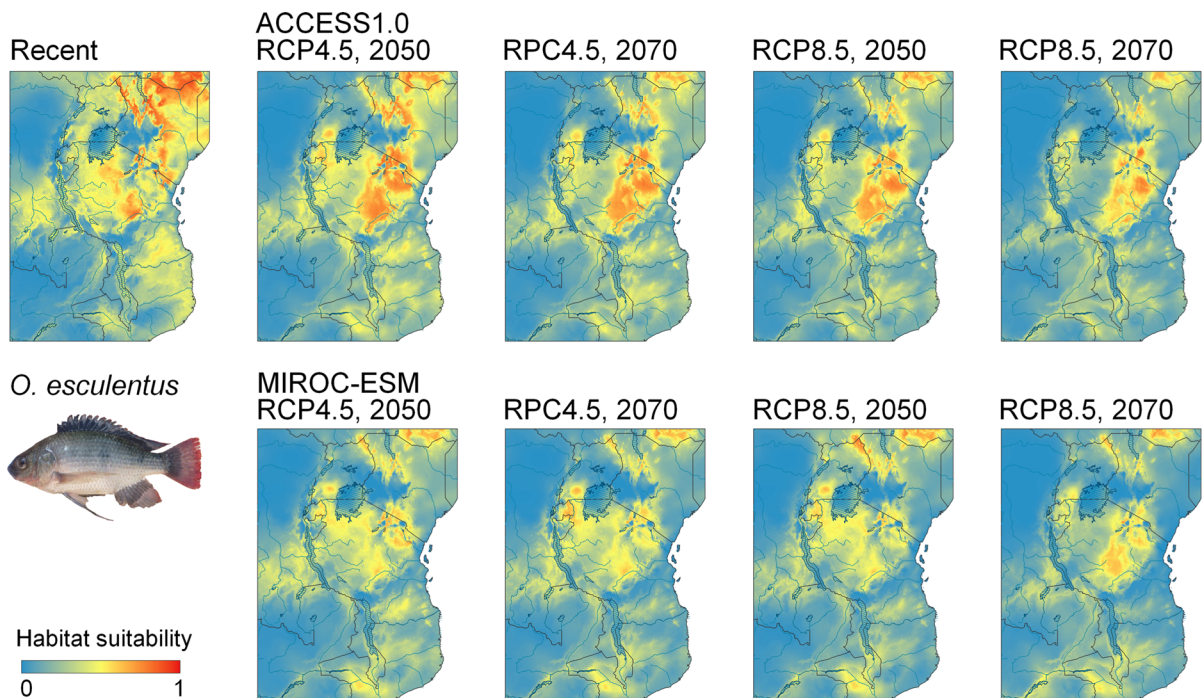 Recent
ACCESS1.0
RCP4.5, 2050
RPC4.5, 2070
RCP8.5, 2050
RCP8.5, 2070
O. esculentus
MIROC-ESM
RCP4.5, 2050
RPC4.5, 2070
RCP8.5, 2050
RCP8.5, 2070
Habitat suitability
0
1